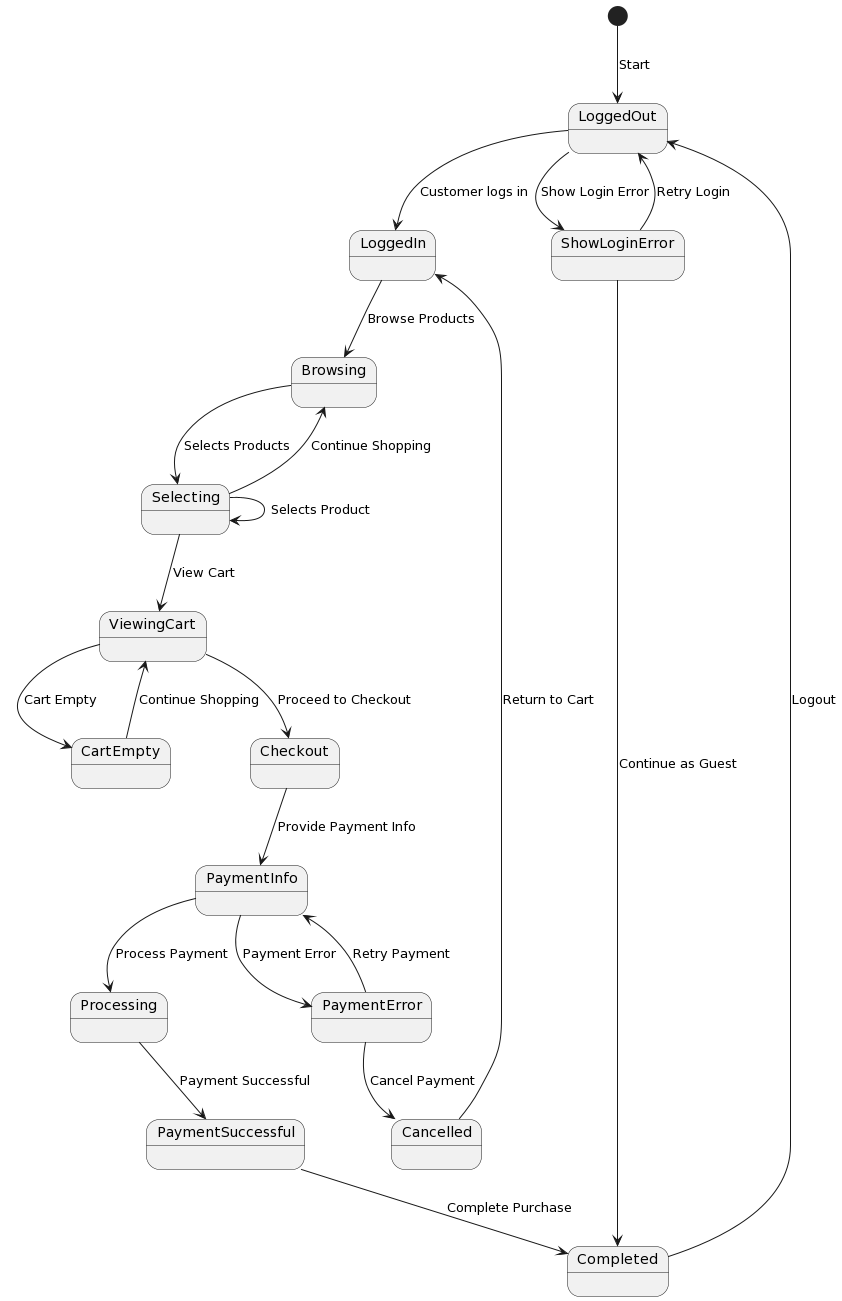 Start
LoggedOut
Customer logs in
Show Login Error
Retry Login
LoggedIn
ShowLoginError
Browse Products
Browsing
Selects Products
Continue Shopping
Selecting
Selects Product
View Cart
ViewingCart
Cart Empty
Continue Shopping
Proceed to Checkout
Return to Cart
Logout
CartEmpty
Checkout
Continue as Guest
Provide Payment Info
PaymentInfo
Process Payment
Payment Error
Retry Payment
Processing
PaymentError
Payment Successful
Cancel Payment
PaymentSuccessful
Cancelled
Complete Purchase
Completed